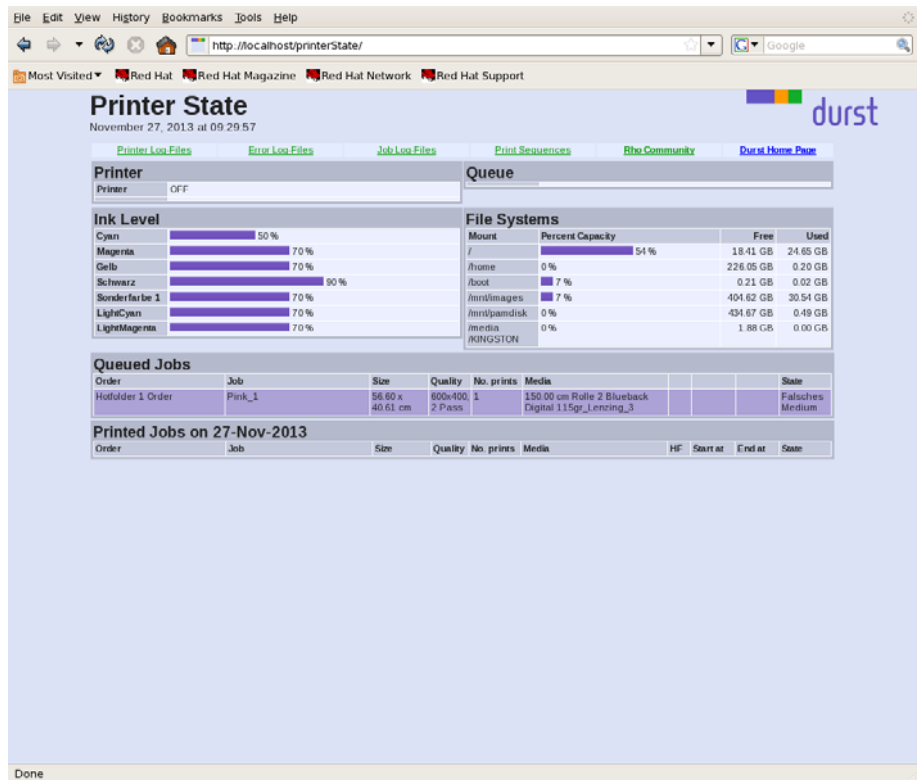 File Edit View History Bookmarks Tools Help
http://localhost/printerState/
Google
Most Visited Red Hat Red Hat Magazine Red Hat Network Red Hat Support
Printer State
November 27, 2013 at 09:29:57
durst
Printer Log Files Error Log Files Job Log Files Print Sequences Rho Community Durst Home Page
Printer
Printer OFF
Queue
Ink Level
Cyan 50 %
Magenta 70 %
Gelb 70 %
Schwarz 90 %
Sonderfarbe 1 70 %
LightCyan 70 %
LightMagenta 70 %
File Systems
Mount Percent Capacity Free Used
/ 54 % 18.41 GB 24.65 GB
/home 0 % 226.05 GB 0.20 GB
/boot 7 % 0.21 GB 0.02 GB
/mnt/images 7 % 404.62 GB 30.54 GB
/mnt/pamdisk 0 % 434.67 GB 0.49 GB
/media 0 % 1.88 GB 0.00 GB
/KINGSTON
Queued Jobs
Order Job Size Quality No. prints Media State
Hotfolder 1 Order Pink_1 56.60 x 600x400, 1 150.00 cm Rolle 2 Blueback Falsches
40.61 cm 2 Pass Digital 115gr_Lenzing_3 Medium
Printed Jobs on 27-Nov-2013
Order Job Size Quality No. prints Media HF Start at End at State
Done